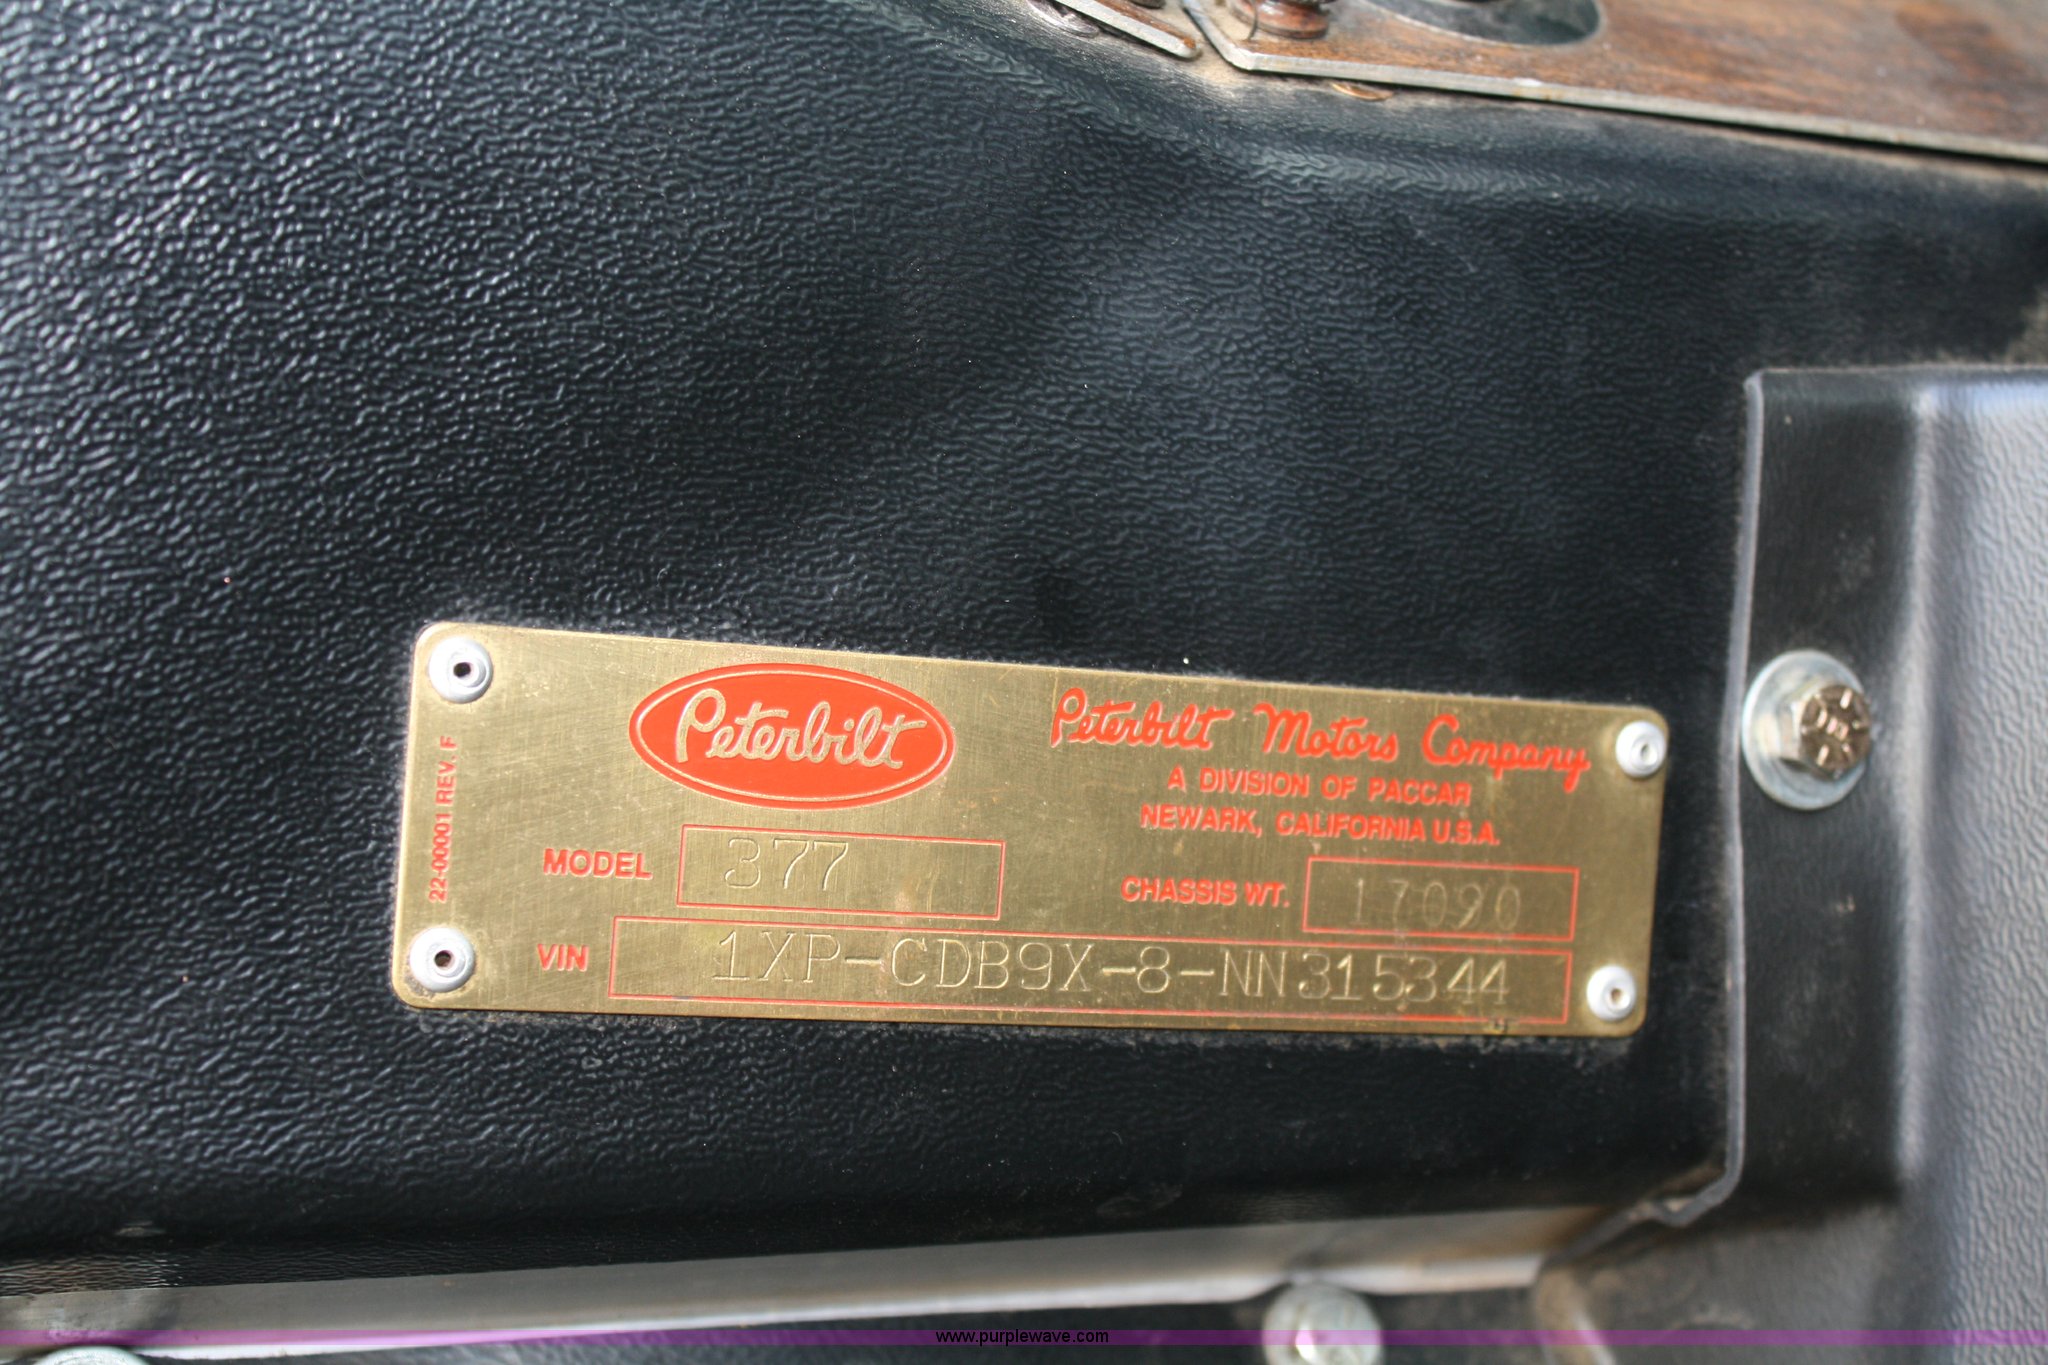 Peterbilt
Peterbilt Motors Company
A DIVISION OF PACCAR
NEWARK, CALIFORNIA U.S.A.
22-00001 REV. F
MODEL 377
CHASSIS WT. 17090
VIN 1XP-CDB9X-8-NN315344
www.purplewave.com